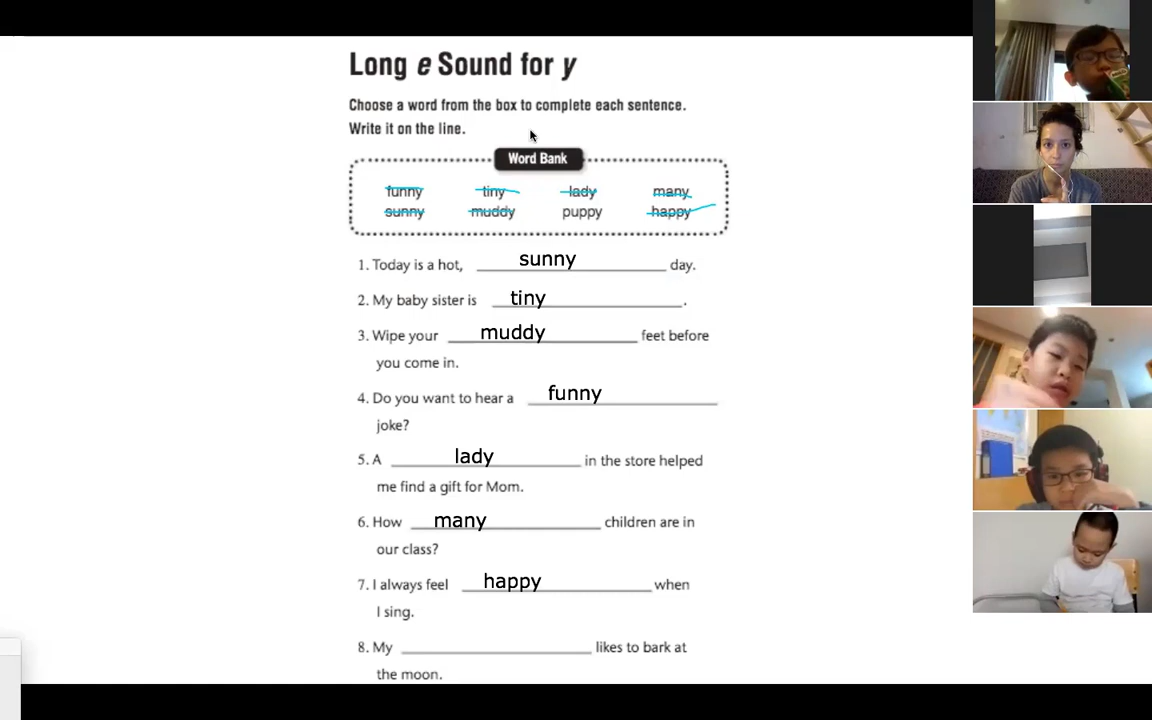 Long e Sound for y
Choose a word from the box to complete each sentence.
Write it on the line.
Word Bank
funny tiny lady many
sunny muddy puppy happy
1. Today is a hot, sunny day.
2. My baby sister is tiny .
3. Wipe your muddy feet before
you come in.
4. Do you want to hear a funny
joke?
5. A lady in the store helped
me find a gift for Mom.
6. How many children are in
our class?
7. I always feel happy when
I sing.
8. My ____ likes to bark at
the moon.